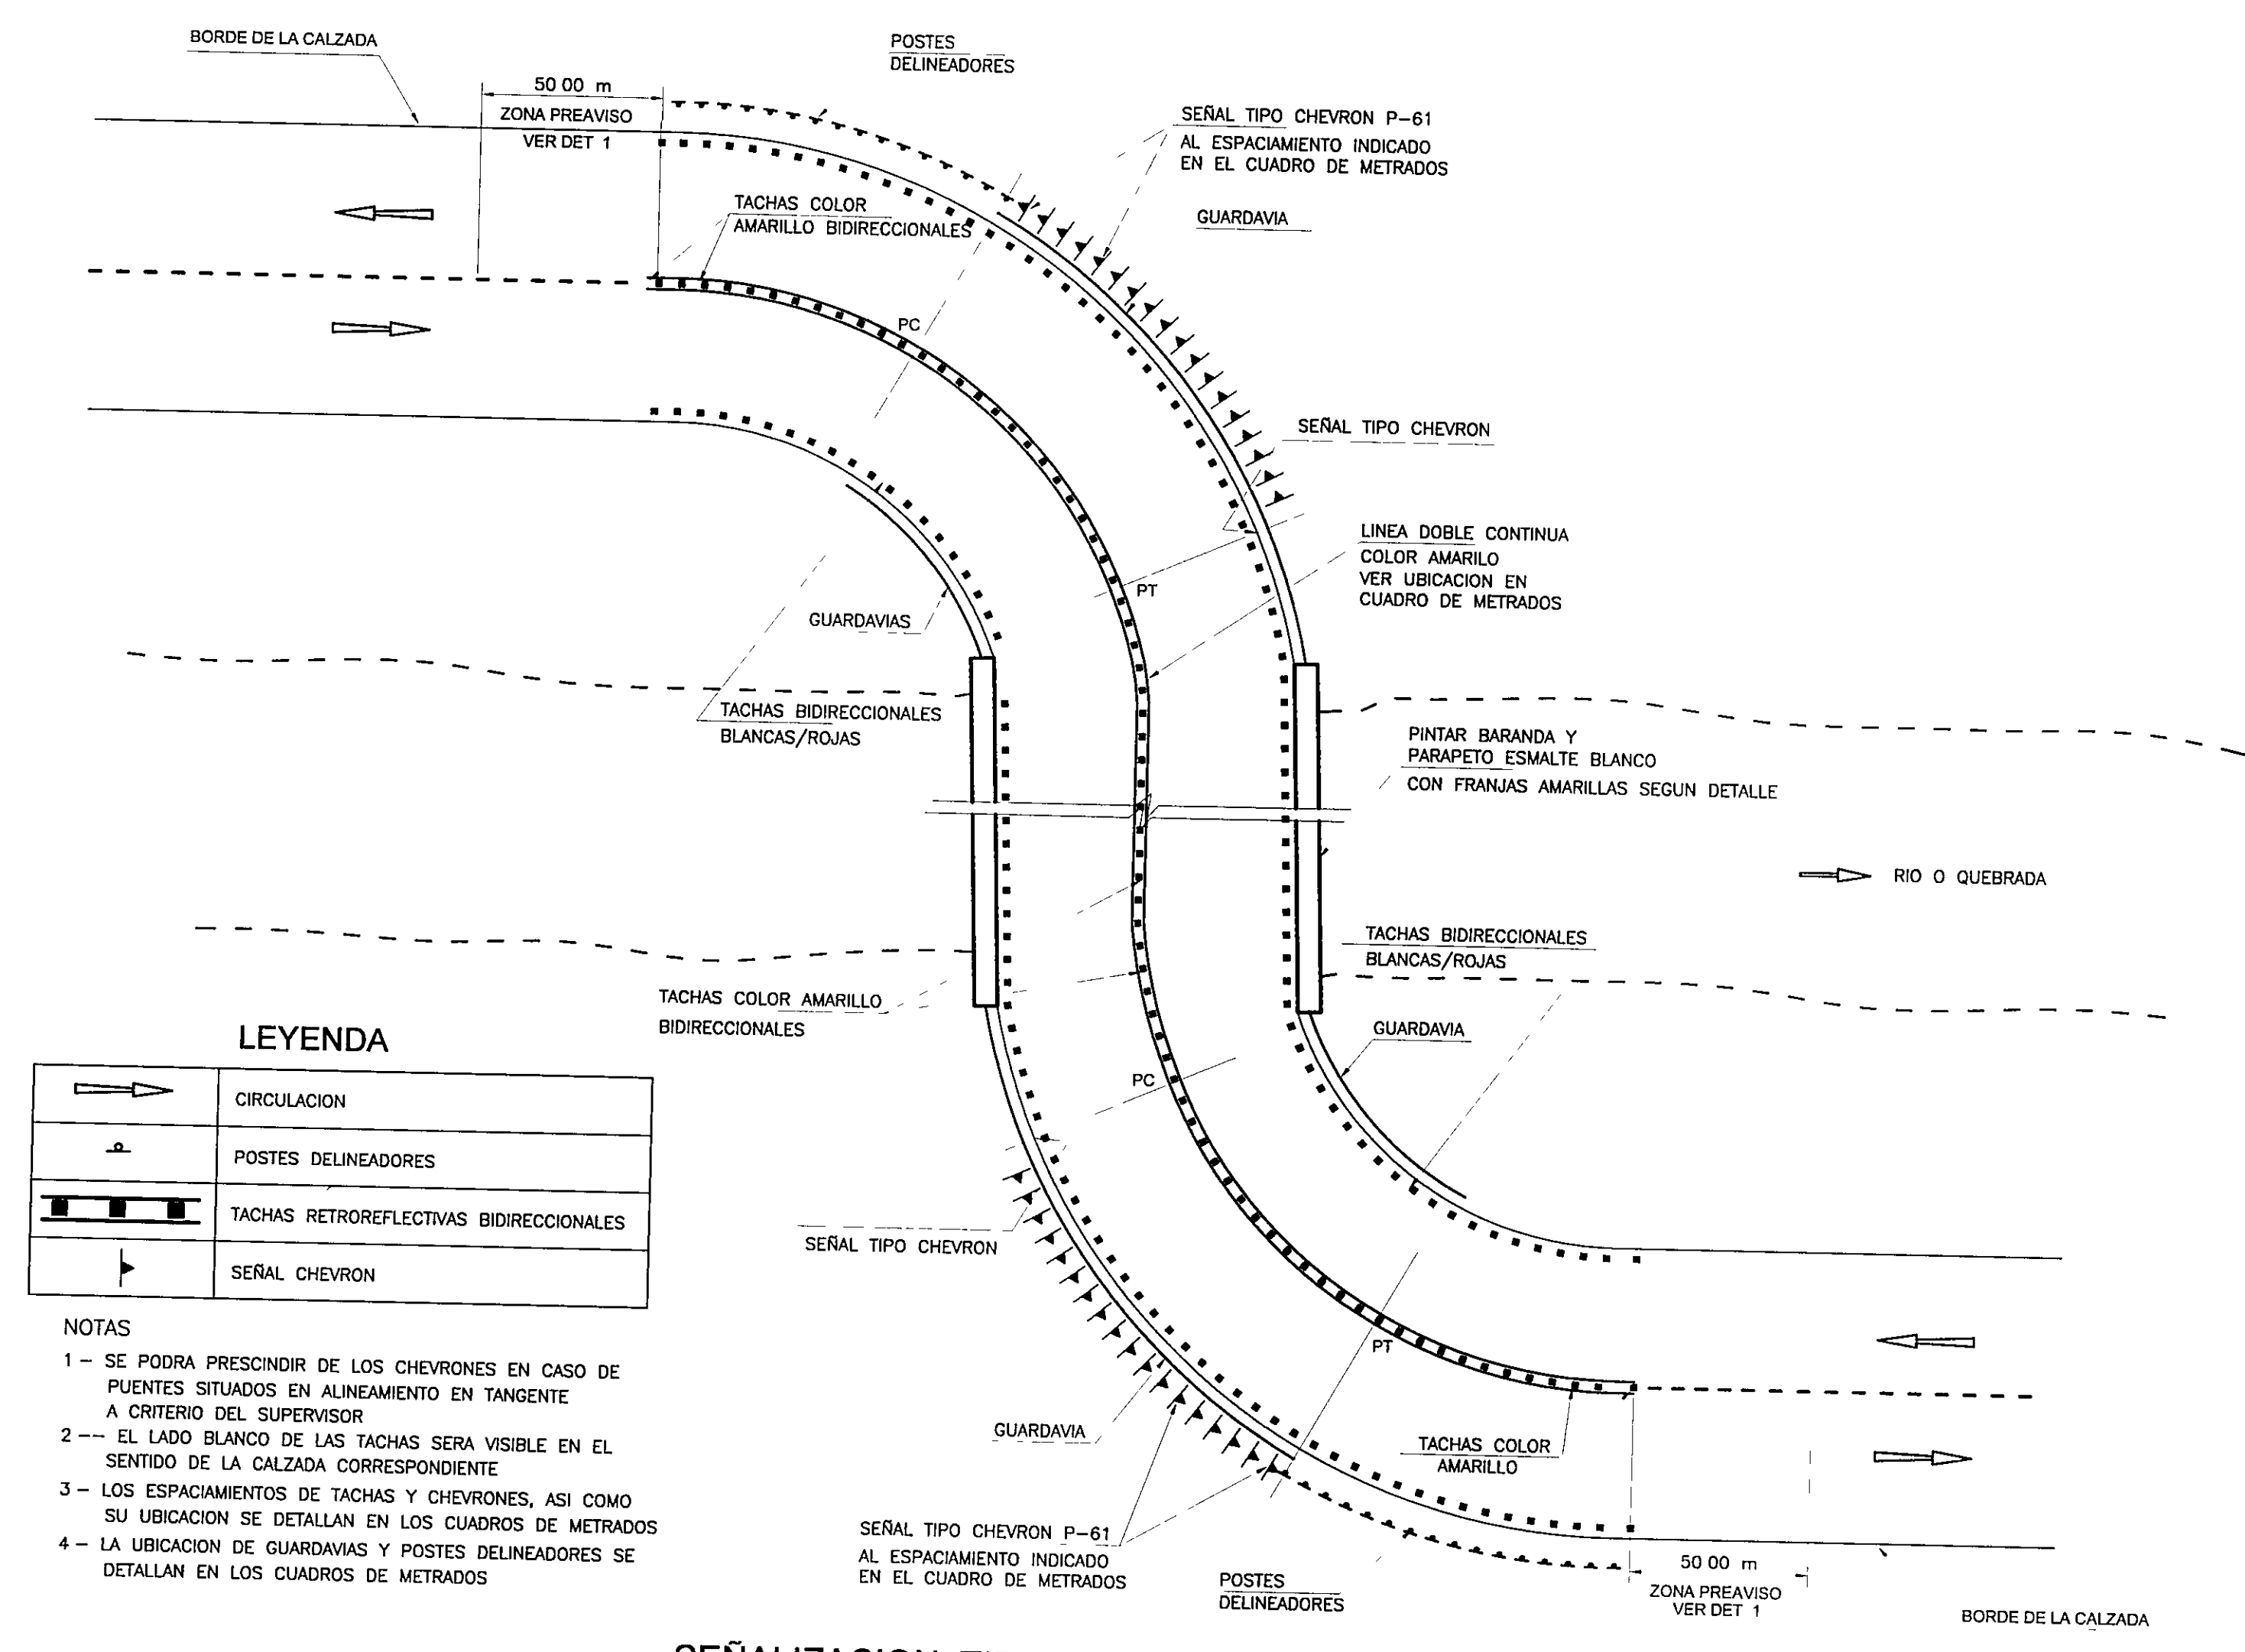 BORDE DE LA CALZADA
50 00 m
ZONA PREAVISO
VER DET 1
POSTES
DELINEADORES
SEÑAL TIPO CHEVRON P-61
AL ESPACIAMIENTO INDICADO
EN EL CUADRO DE METRADOS
GUARDAVIA
TACHAS COLOR
AMARILLO BIDIRECCIONALES
PC
SEÑAL TIPO CHEVRON
LINEA DOBLE CONTINUA
COLOR AMARILO
VER UBICACION EN
CUADRO DE METRADOS
PT
GUARDAVIAS
TACHAS BIDIRECCIONALES
BLANCAS/ROJAS
PINTAR BARANDA Y
PARAPETO ESMALTE BLANCO
CON FRANJAS AMARILLAS SEGUN DETALLE
RIO O QUEBRADA
TACHAS BIDIRECCIONALES
BLANCAS/ROJAS
TACHAS COLOR AMARILLO
BIDIRECCIONALES
GUARDAVIA
PC
LEYENDA
CIRCULACION
POSTES DELINEADORES
TACHAS RETROREFLECTIVAS BIDIRECCIONALES
SEÑAL CHEVRON
SEÑAL TIPO CHEVRON
PT
GUARDAVIA
TACHAS COLOR
AMARILLO
SEÑAL TIPO CHEVRON P-61
AL ESPACIAMIENTO INDICADO
EN EL CUADRO DE METRADOS
POSTES
DELINEADORES
50 00 m
ZONA PREAVISO
VER DET 1
BORDE DE LA CALZADA
NOTAS
1 - SE PODRA PRESCINDIR DE LOS CHEVRONES EN CASO DE
PUENTES SITUADOS EN ALINEAMIENTO EN TANGENTE
A CRITERIO DEL SUPERVISOR
2 -- EL LADO BLANCO DE LAS TACHAS SERA VISIBLE EN EL
SENTIDO DE LA CALZADA CORRESPONDIENTE
3 - LOS ESPACIAMIENTOS DE TACHAS Y CHEVRONES, ASI COMO
SU UBICACION SE DETALLAN EN LOS CUADROS DE METRADOS
4 - LA UBICACION DE GUARDAVIAS Y POSTES DELINEADORES SE
DETALLAN EN LOS CUADROS DE METRADOS
SEÑALIZACION